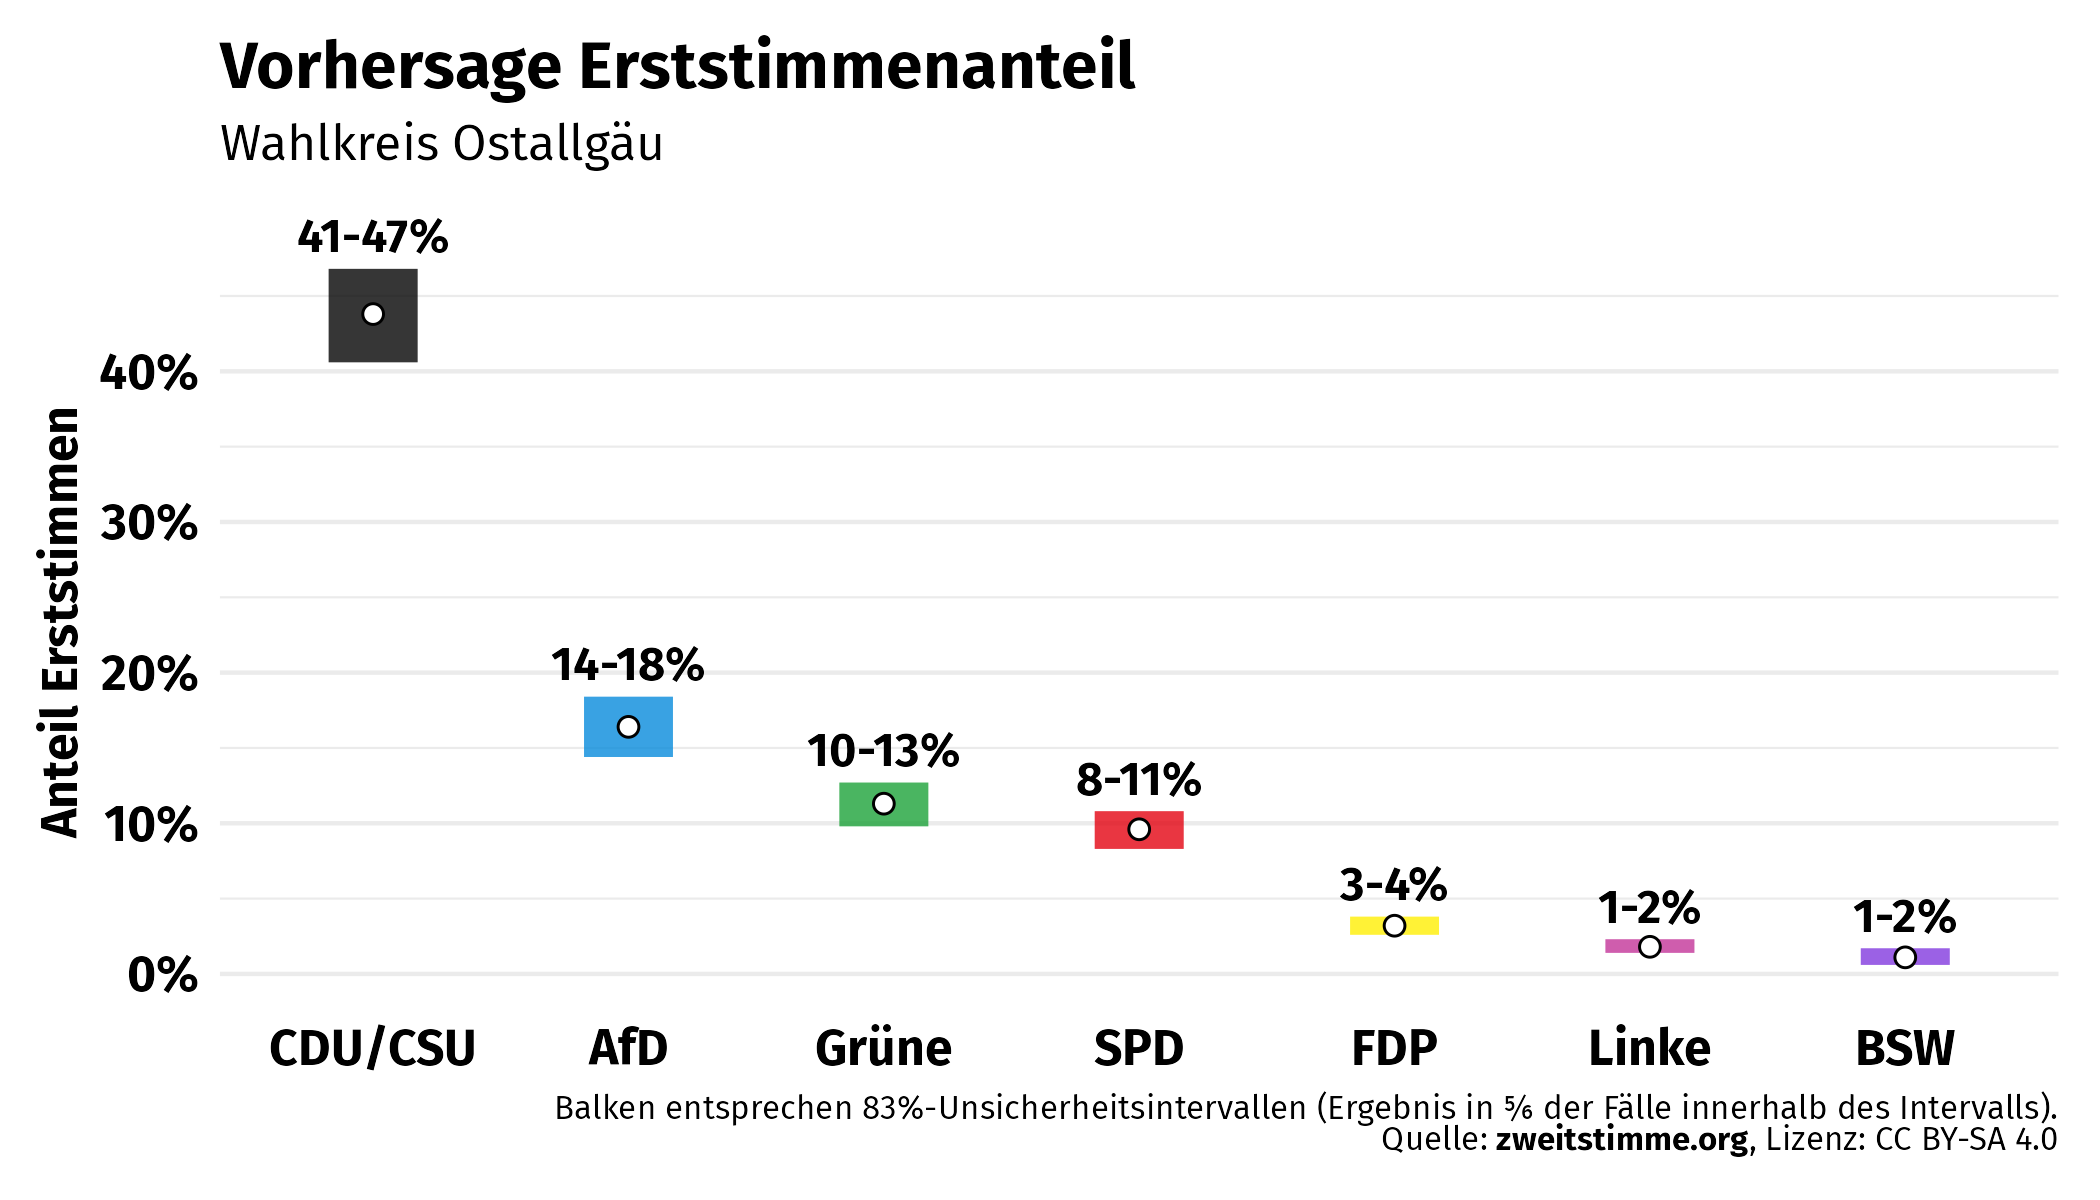 Vorhersage Erststimmenanteil
Wahlkreis Ostallgäu
Anteil Erststimmen
40%
30%
20%
10%
0%
41-47%
14-18%
10-13%
8-11%
3-4%
1-2%
1-2%
CDU/CSU AfD Grüne SPD FDP Linke BSW
Balken entsprechen 83%-Unsicherheitsintervallen (Ergebnis in ⅚ der Fälle innerhalb des Intervalls).
Quelle: zweitstimme.org, Lizenz: CC BY-SA 4.0